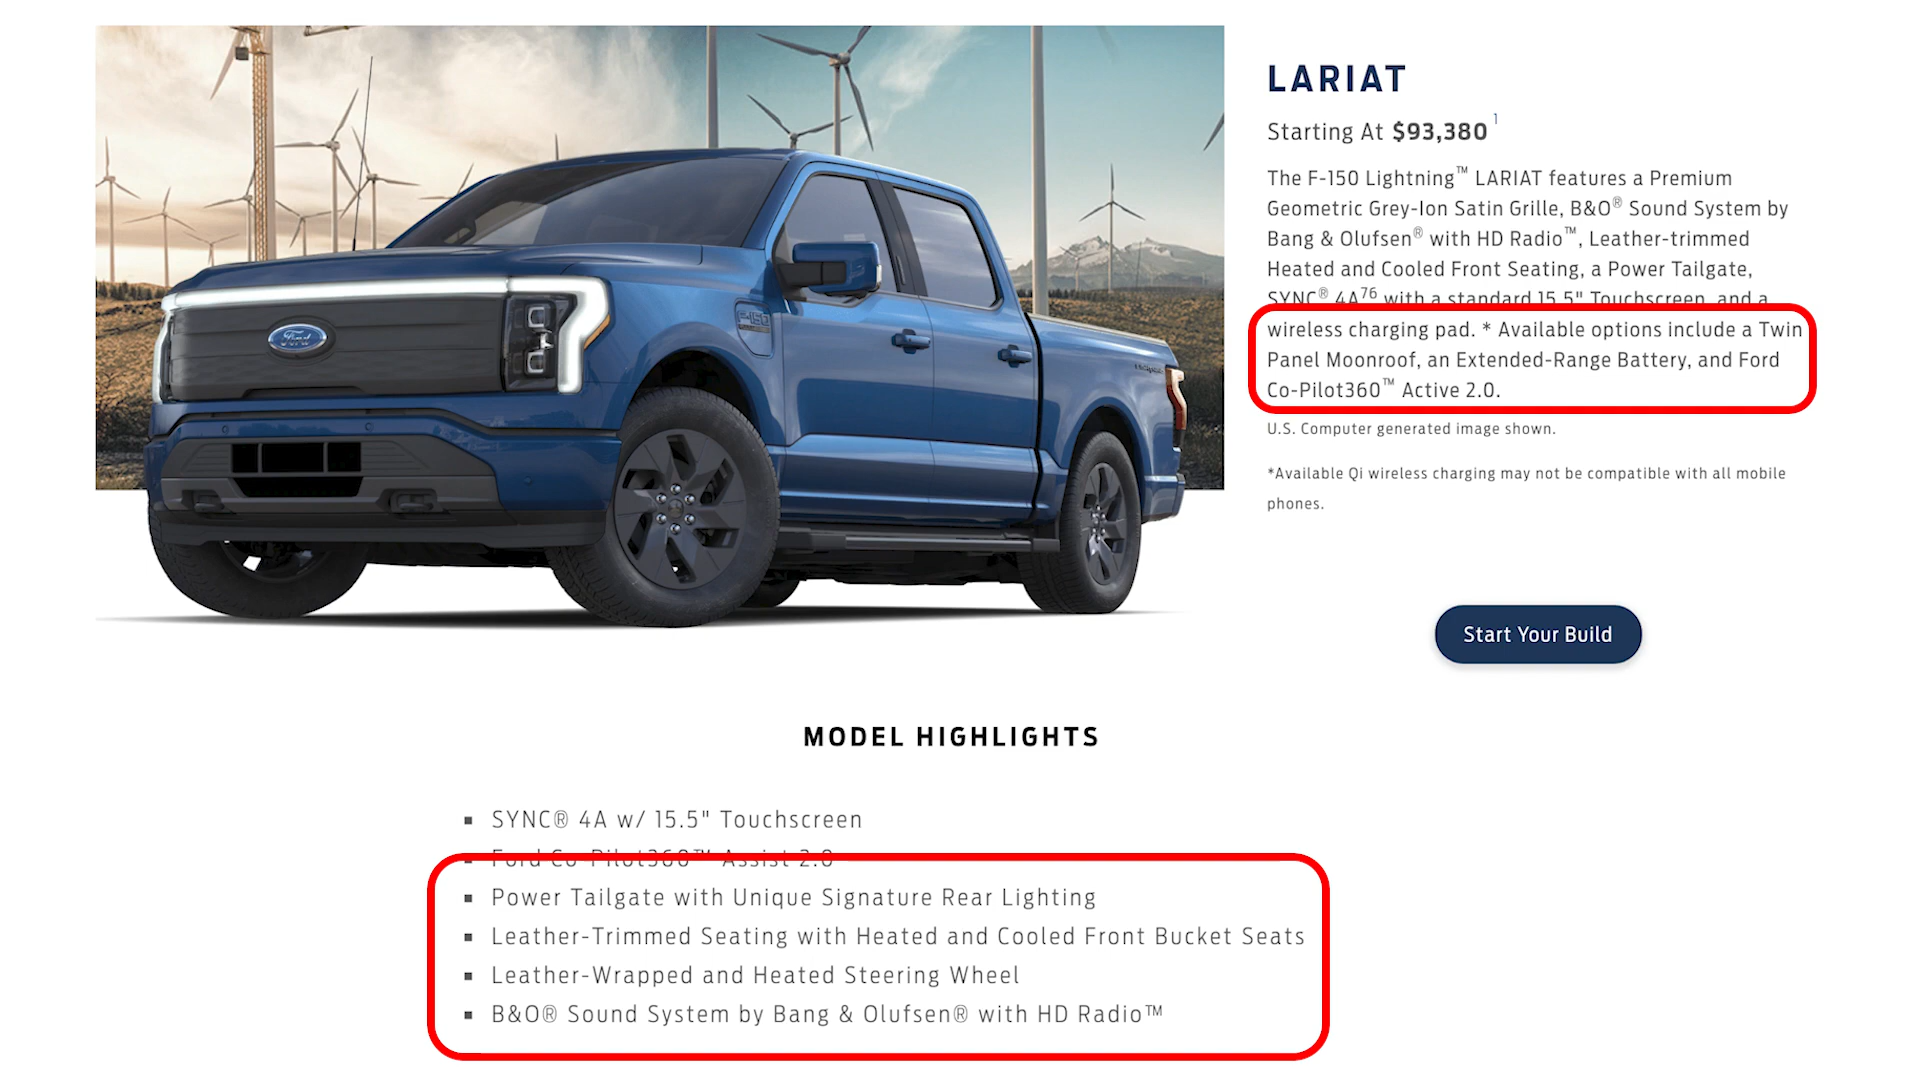 LARIAT
Starting At $93,380 1
The F-150 Lightning™ LARIAT features a Premium
Geometric Grey-Ion Satin Grille, B&O® Sound System by
Bang & Olufsen® with HD Radio™, Leather-trimmed
Heated and Cooled Front Seating, a Power Tailgate,
SYNC® 4A76 with a standard 15.5" Touchscreen, and a
wireless charging pad. * Available options include a Twin
Panel Moonroof, an Extended-Range Battery, and Ford
Co-Pilot360™ Active 2.0.
U.S. Computer generated image shown.
*Available Qi wireless charging may not be compatible with all mobile
phones.
Ford
F-150
Start Your Build
MODEL HIGHLIGHTS
▪ SYNC® 4A w/ 15.5" Touchscreen
▪ Ford Co-Pilot360™ Assist 2.0
▪ Power Tailgate with Unique Signature Rear Lighting
▪ Leather-Trimmed Seating with Heated and Cooled Front Bucket Seats
▪ Leather-Wrapped and Heated Steering Wheel
▪ B&O® Sound System by Bang & Olufsen® with HD Radio™